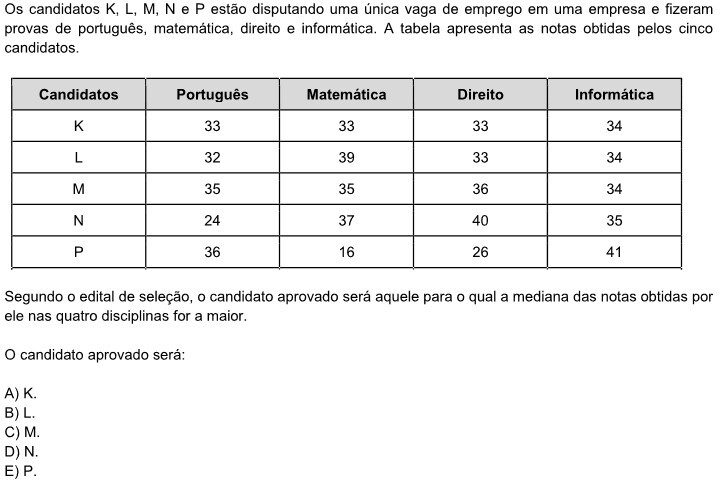 Os candidatos K, L, M, N e P estão disputando uma única vaga de emprego em uma empresa e fizeram
provas de português, matemática, direito e informática. A tabela apresenta as notas obtidas pelos cinco
candidatos.
Candidatos Português Matemática Direito Informática
K 33 33 33 34
L 32 39 33 34
M 35 35 36 34
N 24 37 40 35
P 36 16 26 41
Segundo o edital de seleção, o candidato aprovado será aquele para o qual a mediana das notas obtidas por
ele nas quatro disciplinas for a maior.
O candidato aprovado será:
A) K.
B) L.
C) M.
D) N.
E) P.